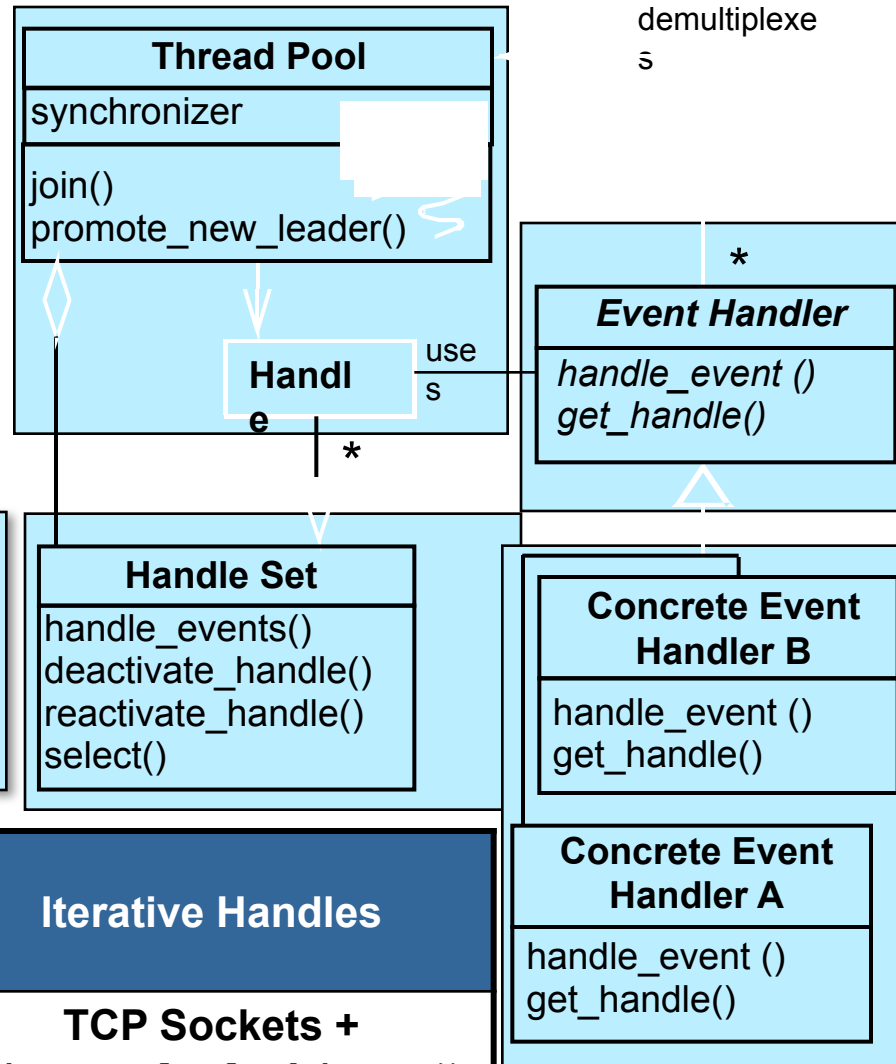 demultiplexe
s
Thread Pool
synchronizer
join()
promote_new_leader()
*
Event Handler
handle_event ()
get_handle()
use
s
Handl
e
*
Handle Set
handle_events()
deactivate_handle()
reactivate_handle()
select()
Concrete Event
Handler B
handle_event ()
get_handle()
Concrete Event
Handler A
handle_event ()
get_handle()
Iterative Handles
TCP Sockets +